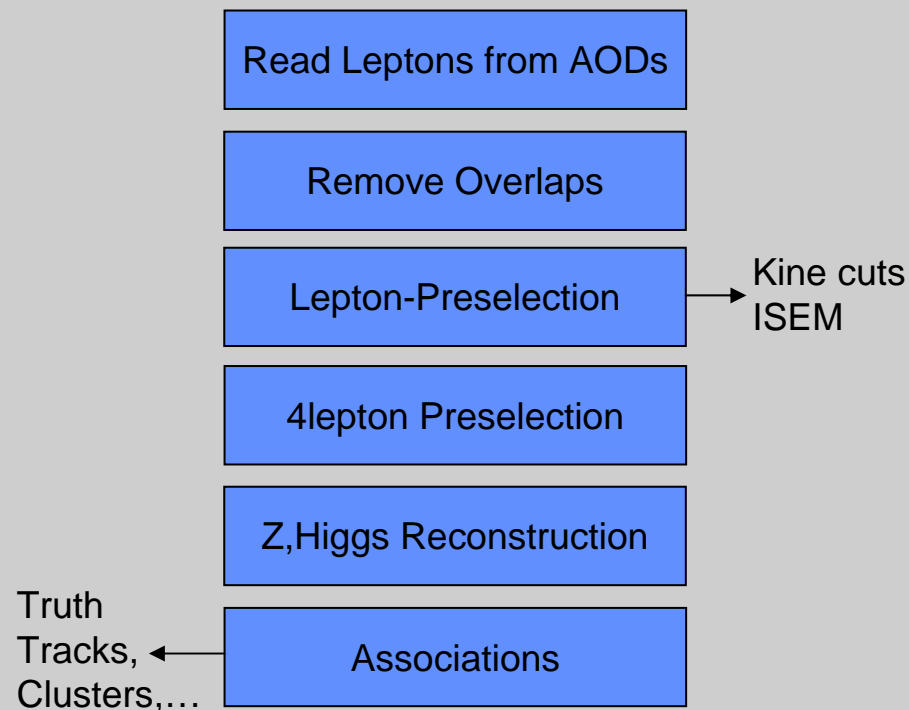 Read Leptons from AODs
Remove Overlaps
Lepton-Preselection
Kine cuts
ISEM
4lepton Preselection
Z,Higgs Reconstruction
Associations
Truth
Tracks,
Clusters,…